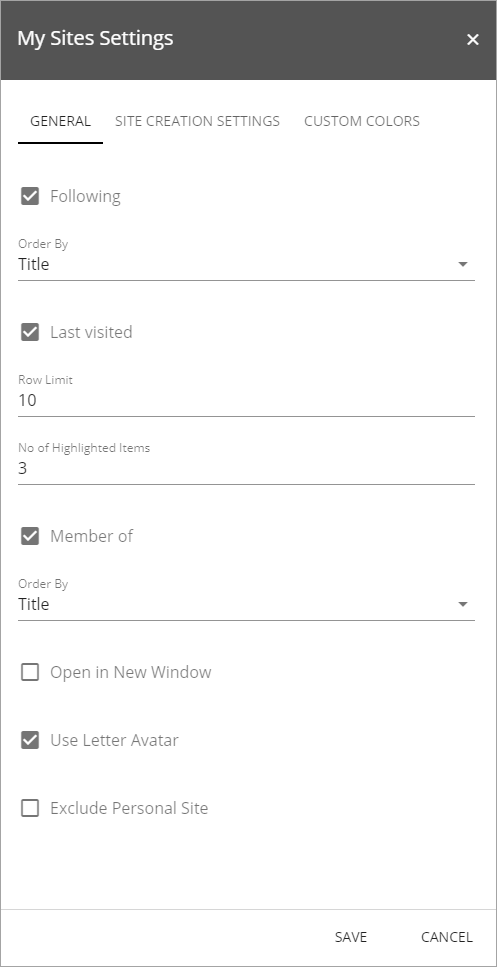 My Sites Settings
GENERAL SITE CREATION SETTINGS CUSTOM COLORS
Following
Order By
Title
Last visited
Row Limit
10
No of Highlighted Items
3
Member of
Order By
Title
Open in New Window
Use Letter Avatar
Exclude Personal Site
SAVE CANCEL